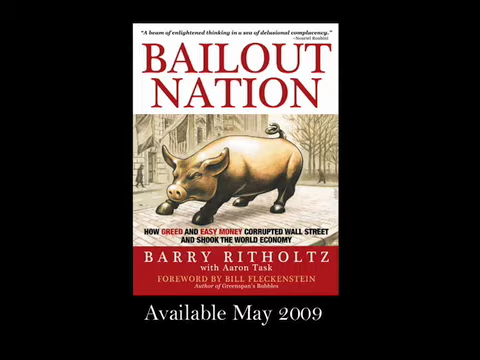 "A beam of enlightened thinking in a sea of delusional complacency."
—Nouriel Roubini
BAILOUT
NATION
HOW GREED AND EASY MONEY CORRUPTED WALL STREET
AND SHOOK THE WORLD ECONOMY
BARRY RITHOLTZ
with Aaron Task
FOREWORD BY BILL FLECKENSTEIN
Author of Greenspan's Bubbles
Available May 2009